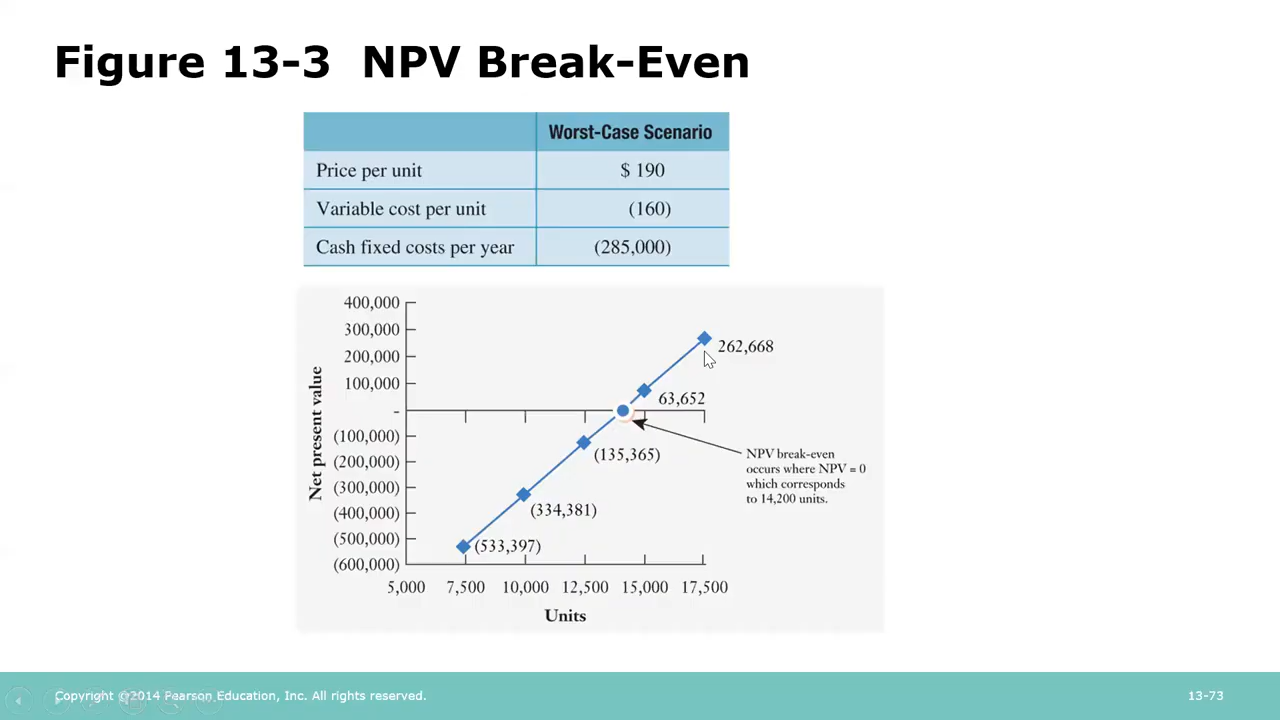 Figure 13-3 NPV Break-Even
Worst-Case Scenario
Price per unit $ 190
Variable cost per unit (160)
Cash fixed costs per year (285,000)
400,000
300,000
200,000
100,000
-
(100,000)
(200,000)
(300,000)
(400,000)
(500,000)
(600,000)
Net present value
262,668
63,652
(135,365)
(334,381)
(533,397)
NPV break-even
occurs where NPV = 0
which corresponds
to 14,200 units.
5,000 7,500 10,000 12,500 15,000 17,500
Units
Copyright ©2014 Pearson Education, Inc. All rights reserved.
13-73